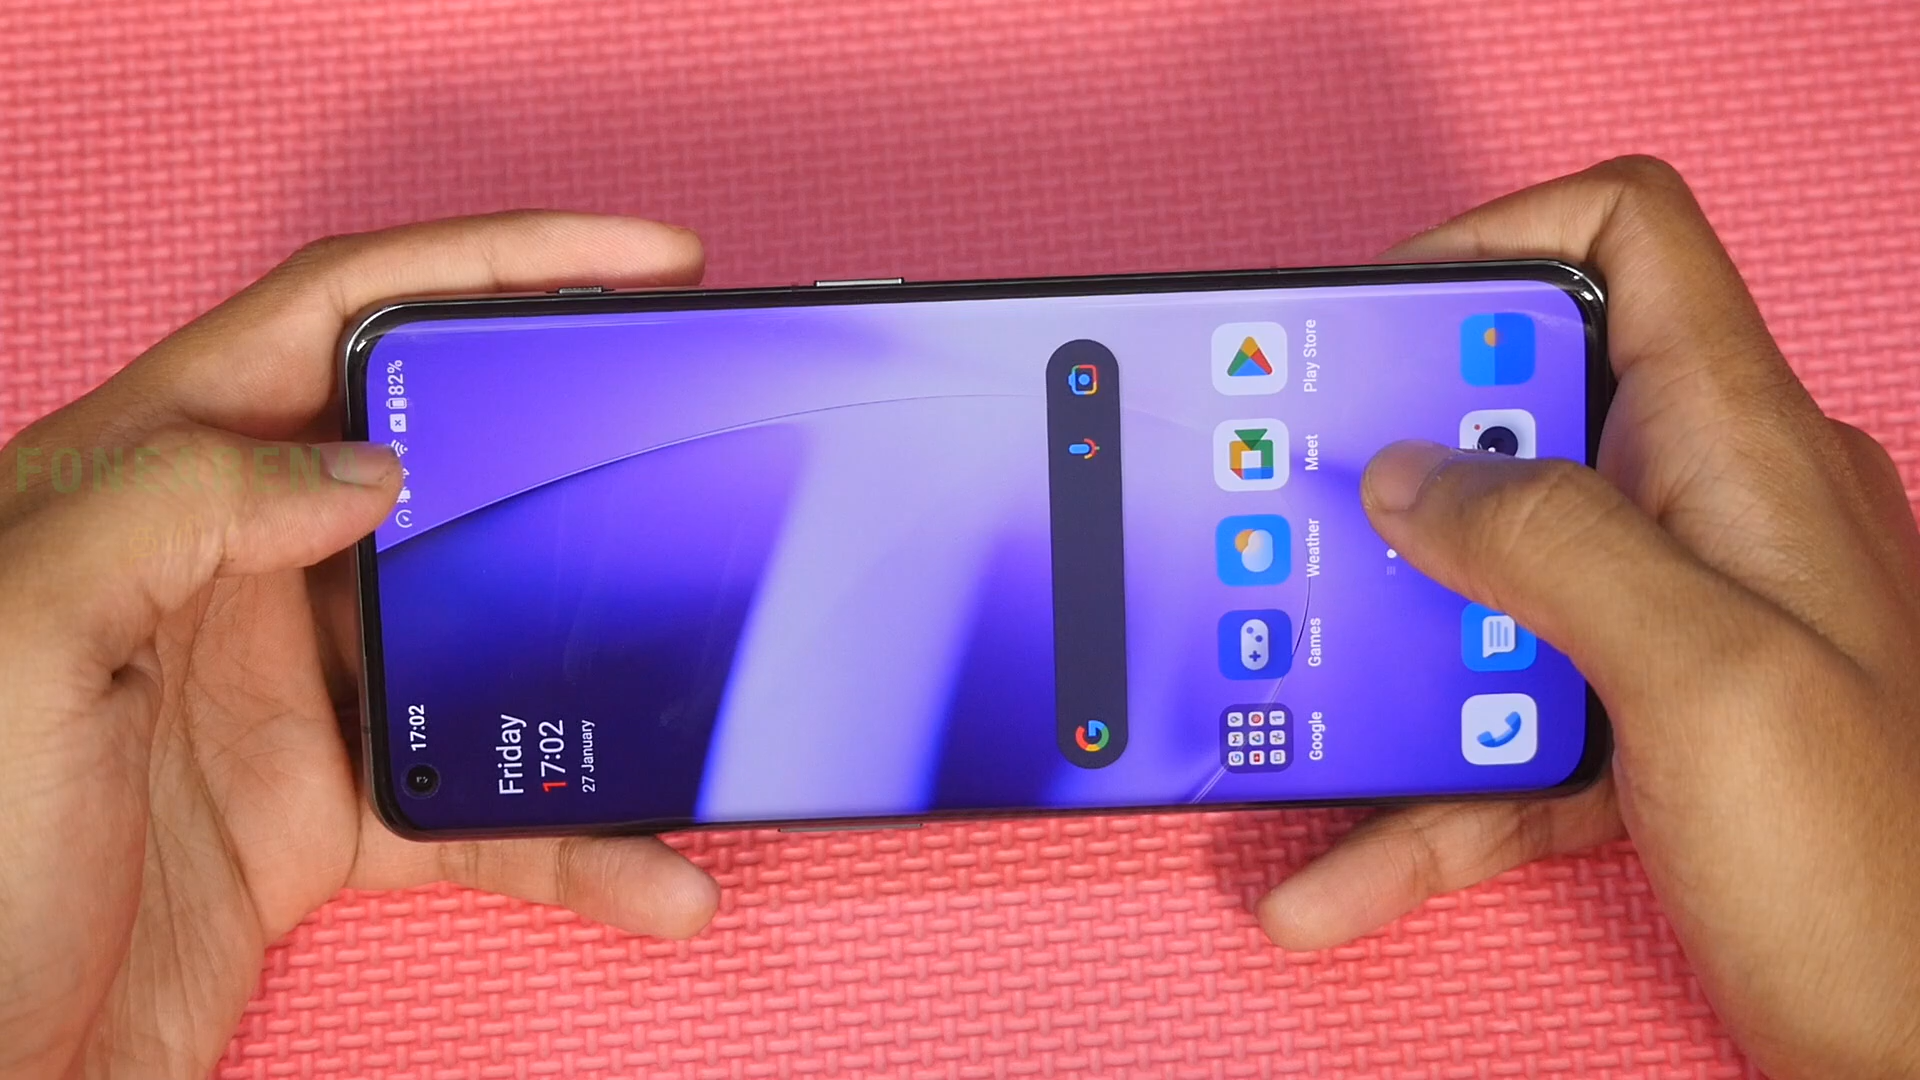 FONEARENA
17:02
82%
Friday
17:02
27 January
Google
Games
Weather
Meet
Play Store